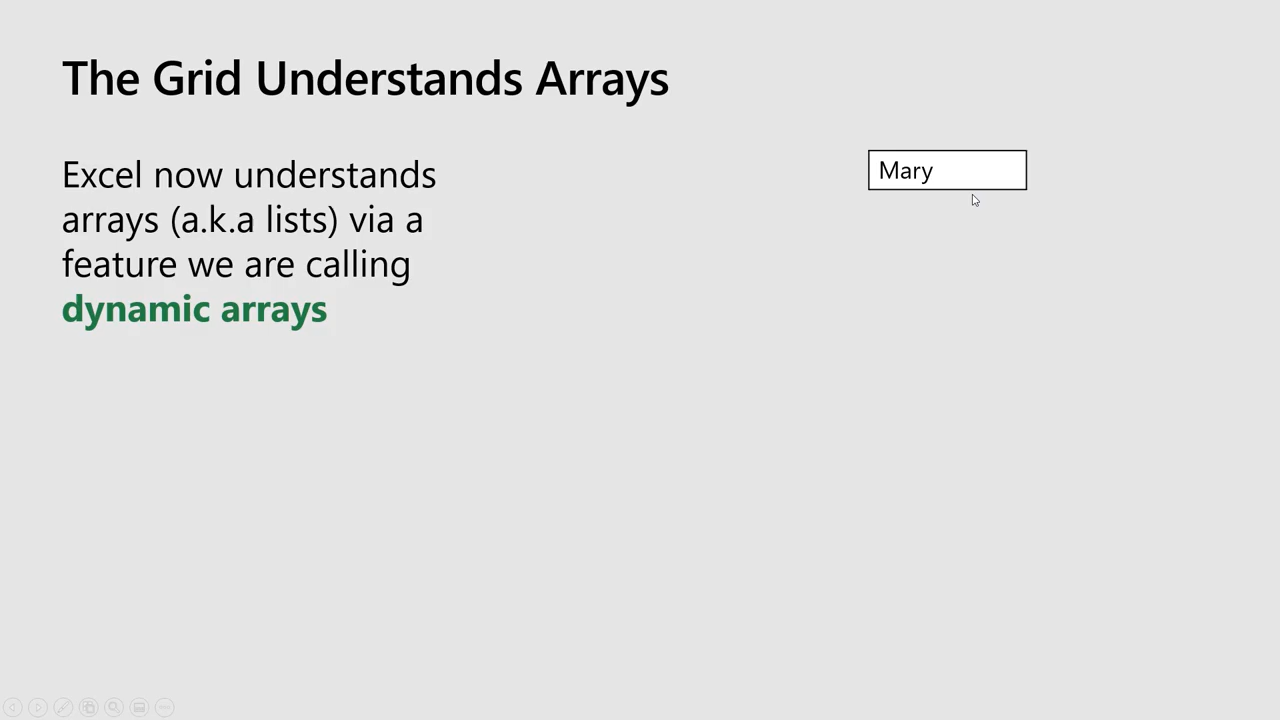 The Grid Understands Arrays
Excel now understands
arrays (a.k.a lists) via a
feature we are calling
dynamic arrays
Mary